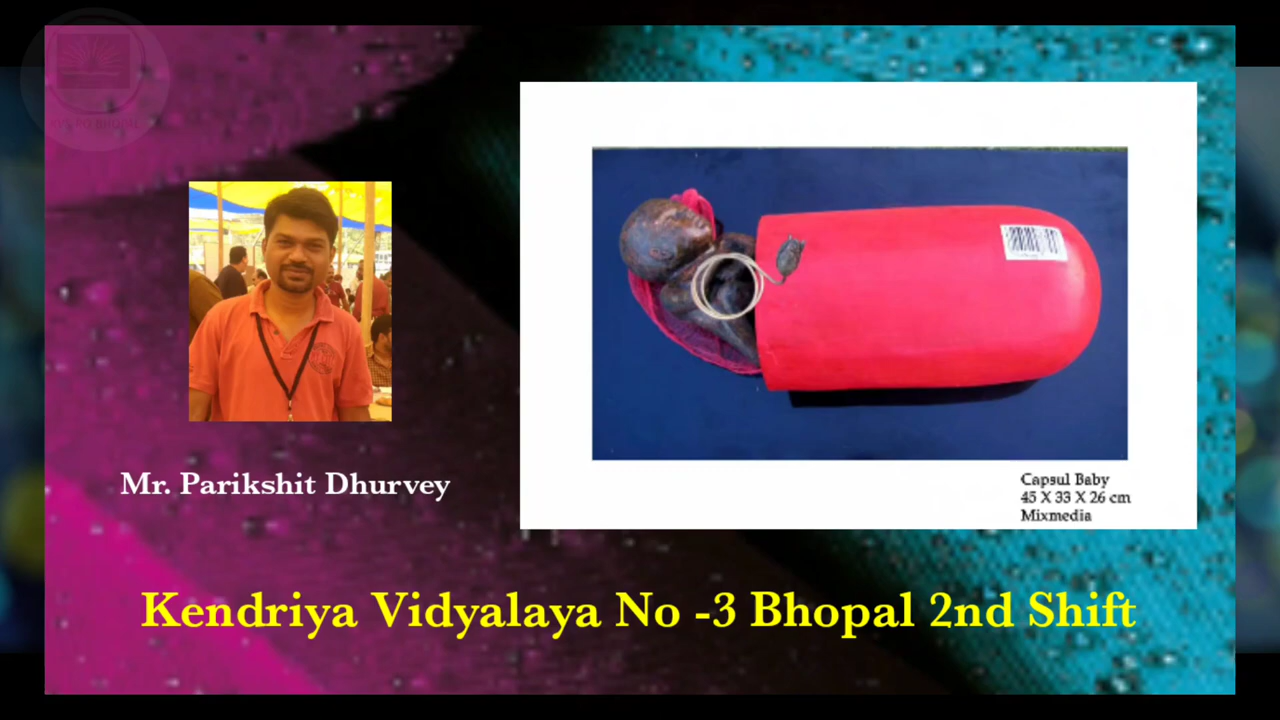 Mr. Parikshit Dhurvey
Capsul Baby
45 X 33 X 26 cm
Mixmedia
Kendriya Vidyalaya No -3 Bhopal 2nd Shift